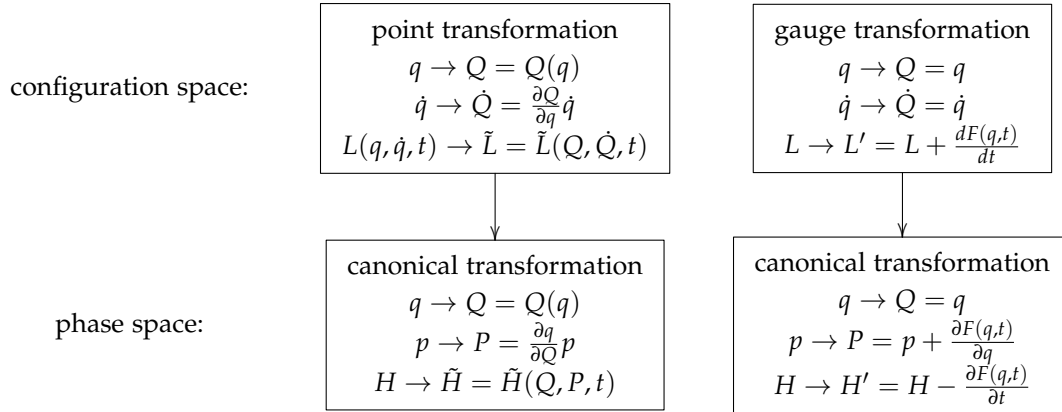 configuration space:
point transformation
q → Q = Q(q)
q̇ → Q̇ = ∂Q/∂q q̇
L(q, q̇, t) → L̃ = L̃(Q, Q̇, t)
gauge transformation
q → Q = q
q̇ → Q̇ = q̇
L → L′ = L + dF(q,t)/dt
phase space:
canonical transformation
q → Q = Q(q)
p → P = ∂q/∂Q p
H → H̃ = H̃(Q, P, t)
canonical transformation
q → Q = q
p → P = p + ∂F(q,t)/∂q
H → H′ = H − ∂F(q,t)/∂t